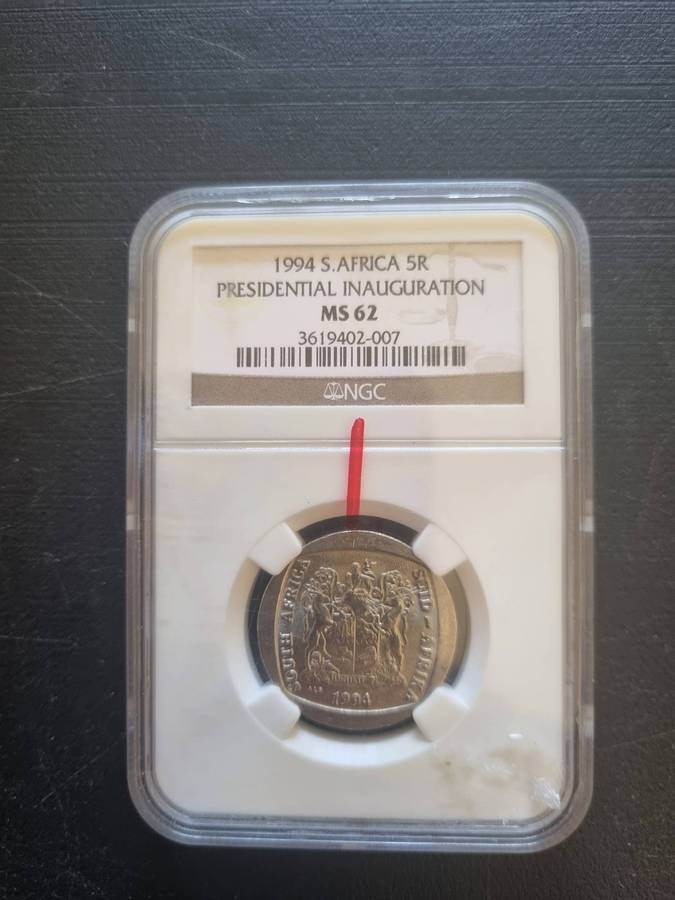 1994 S.AFRICA 5R
PRESIDENTIAL INAUGURATION
MS 62
3619402-007
NGC
SOUTH AFRICA
SUID-AFRIKA
1994